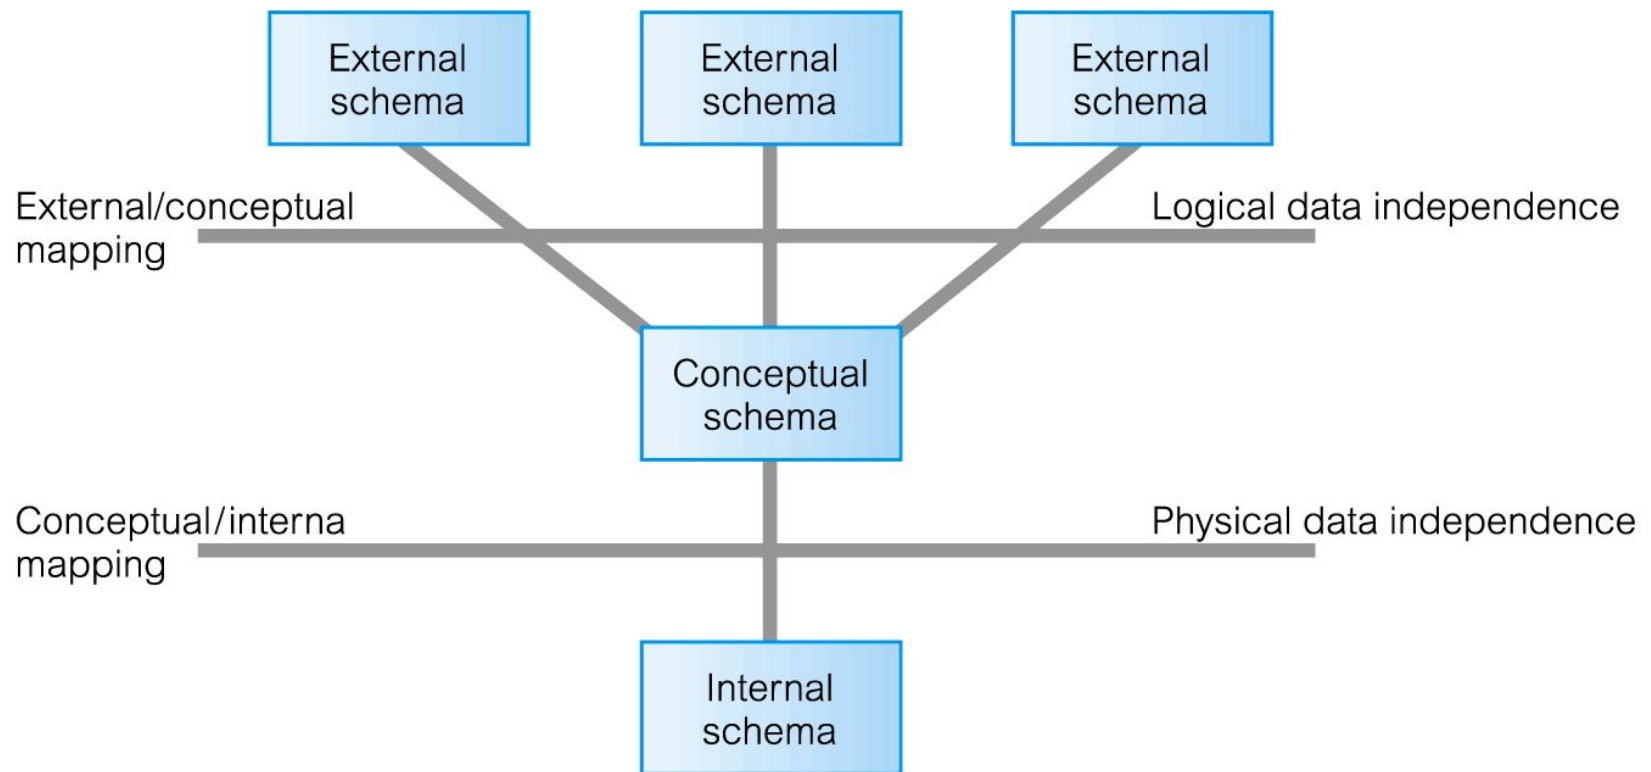 External
schema
External
schema
External
schema
External/conceptual
mapping
Logical data independence
Conceptual
schema
Conceptual/interna
mapping
Physical data independence
Internal
schema